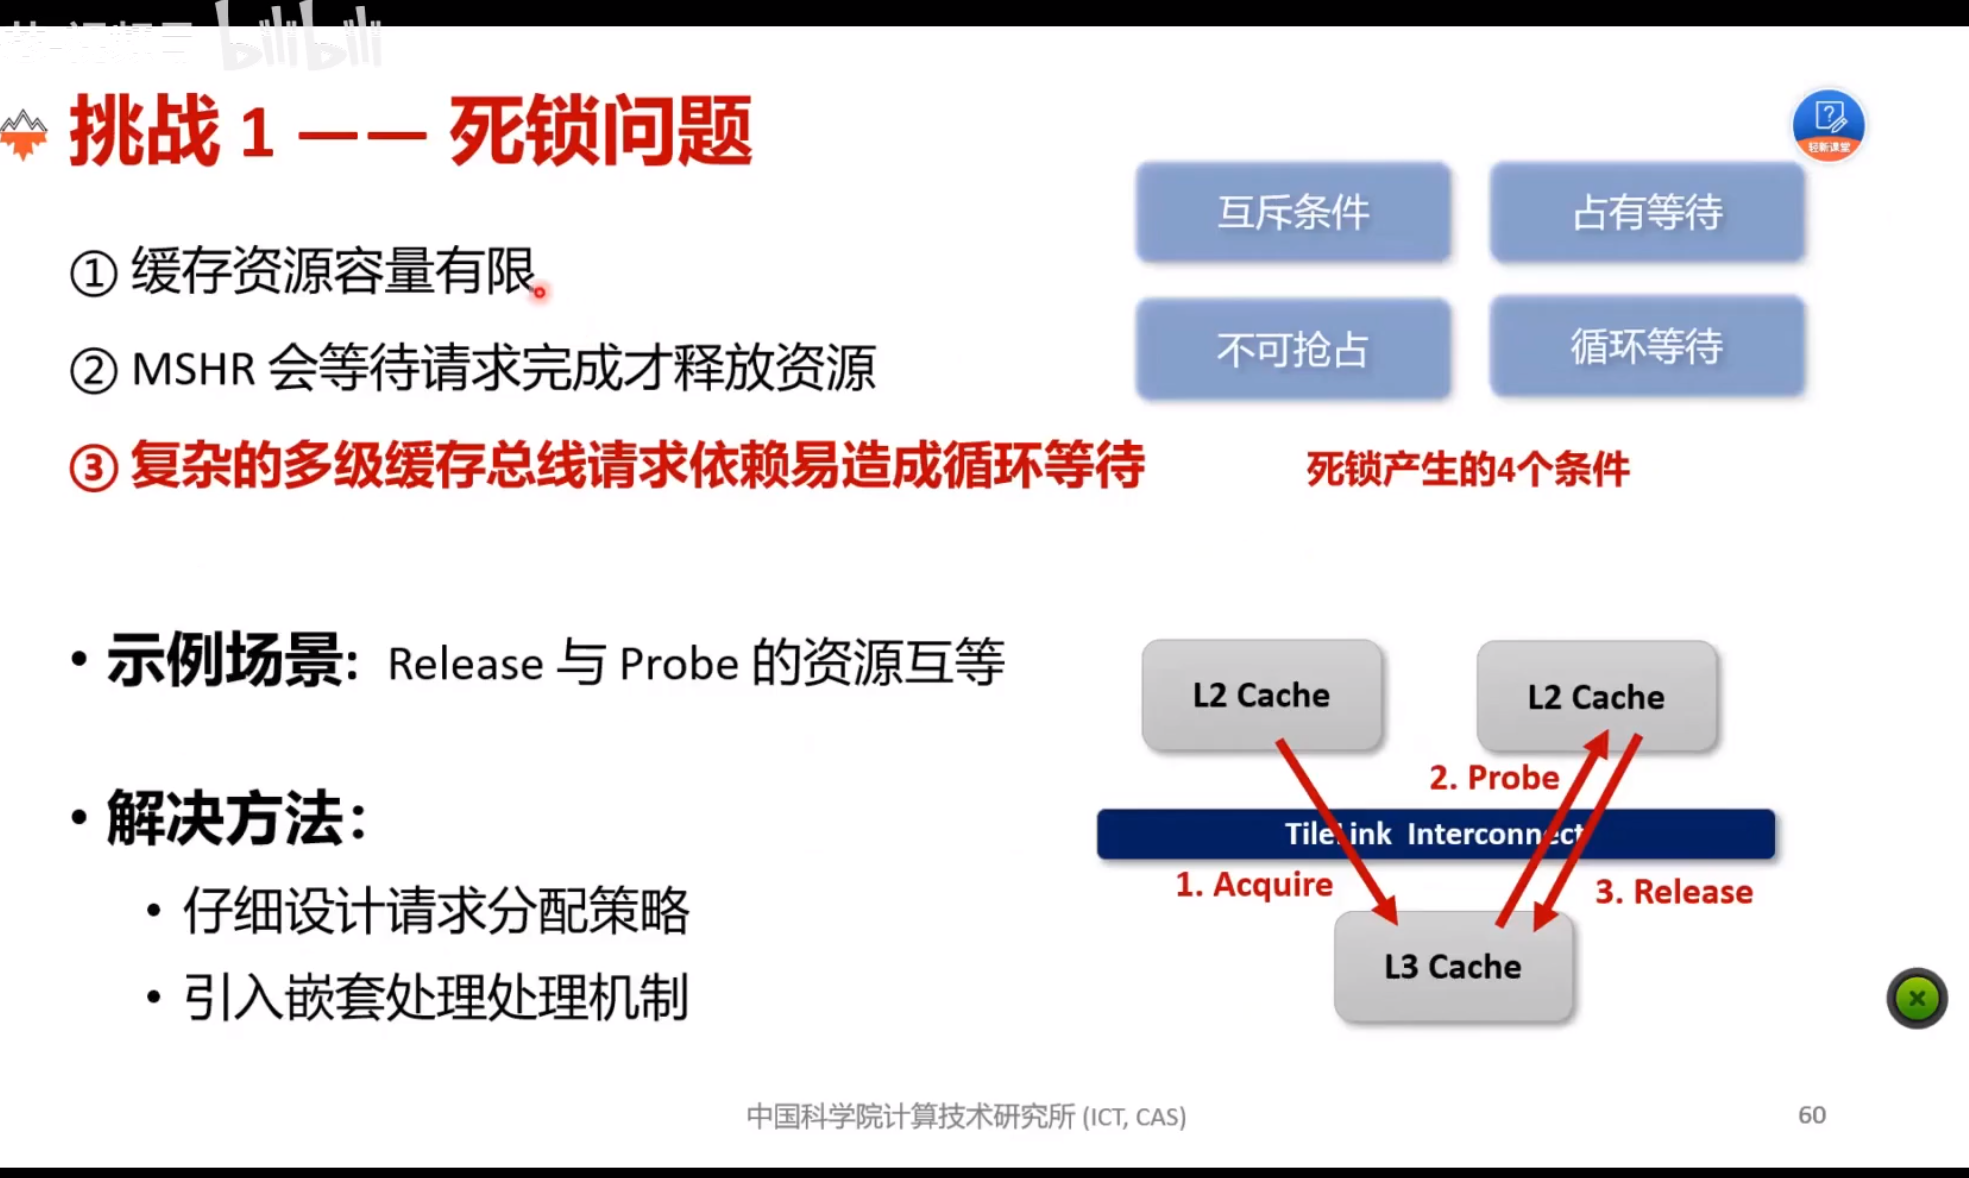 bilibili
挑战 1 —— 死锁问题
轻新课堂
① 缓存资源容量有限
② MSHR 会等待请求完成才释放资源
③ 复杂的多级缓存总线请求依赖易造成循环等待
互斥条件
占有等待
不可抢占
循环等待
死锁产生的4个条件
• 示例场景: Release 与 Probe 的资源互等
• 解决方法：
• 仔细设计请求分配策略
• 引入嵌套处理处理机制
L2 Cache
L2 Cache
2. Probe
TileLink Interconnect
1. Acquire
3. Release
L3 Cache
中国科学院计算技术研究所 (ICT, CAS)
60